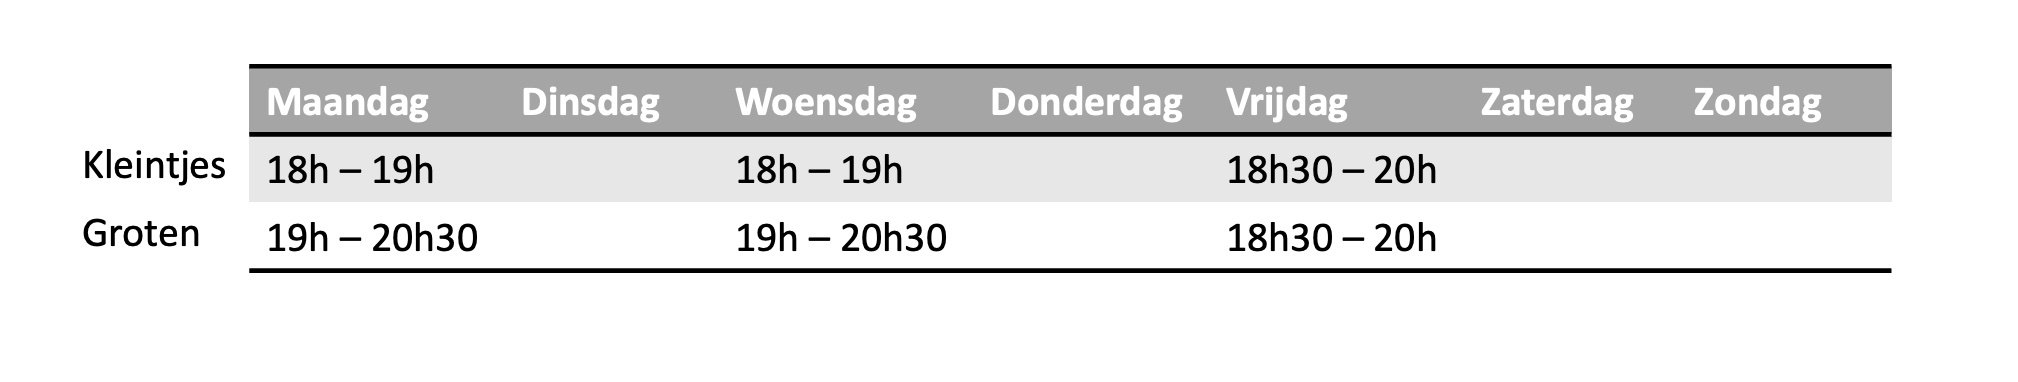 Maandag Dinsdag Woensdag Donderdag Vrijdag Zaterdag Zondag
Kleintjes 18h – 19h 18h – 19h 18h30 – 20h
Groten 19h – 20h30 19h – 20h30 18h30 – 20h